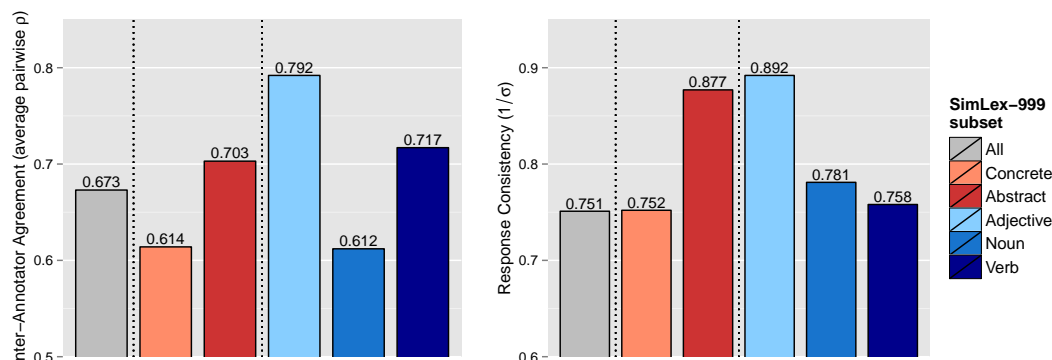 nter−Annotator Agreement (average pairwise ρ)
0.8
0.7
0.6
0.5
0.673
0.614
0.703
0.792
0.612
0.717
Response Consistency (1/σ)
0.9
0.8
0.7
0.6
0.751
0.752
0.877
0.892
0.781
0.758
SimLex−999
subset
All
Concrete
Abstract
Adjective
Noun
Verb